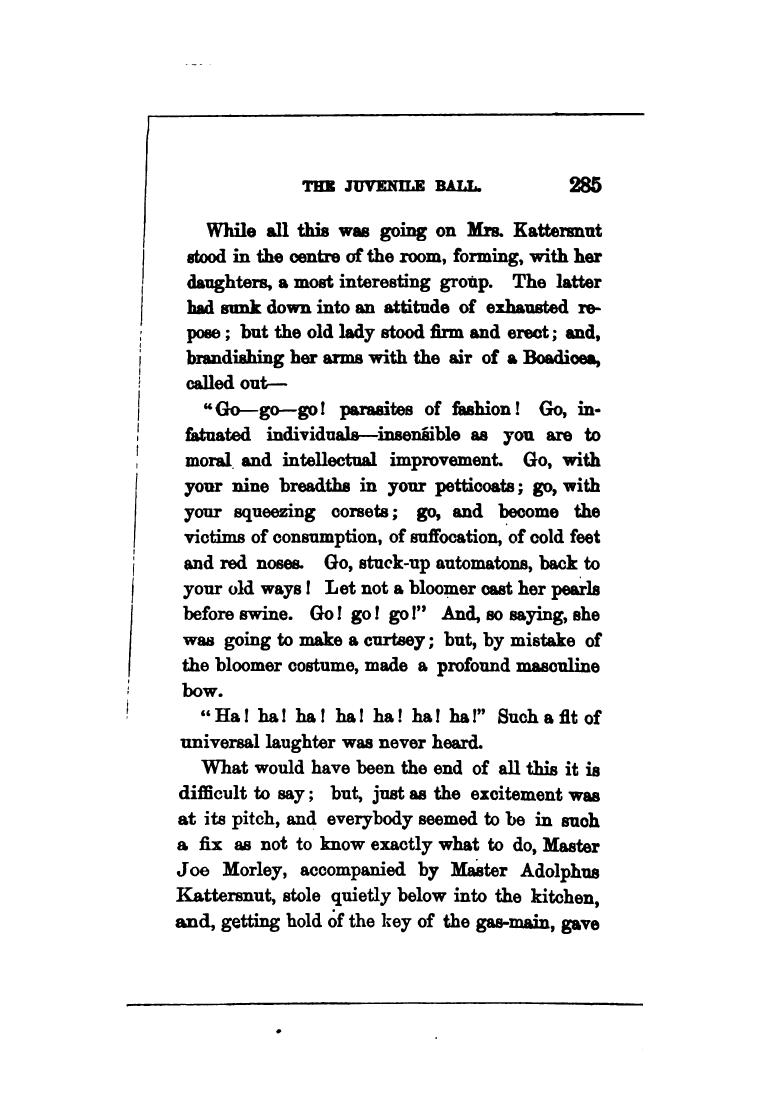 THE JUVENILE BALL. 285
While all this was going on Mrs. Kattersnut
stood in the centre of the room, forming, with her
daughters, a most interesting group. The latter
had sunk down into an attitude of exhausted re-
pose; but the old lady stood firm and erect; and,
brandishing her arms with the air of a Boadicea,
called out—
"Go—go—go! parasites of fashion! Go, in-
fatuated individuals—insensible as you are to
moral and intellectual improvement. Go, with
your nine breadths in your petticoats; go, with
your squeezing corsets; go, and become the
victims of consumption, of suffocation, of cold feet
and red noses. Go, stuck-up automatons, back to
your old ways! Let not a bloomer cast her pearls
before swine. Go! go! go!" And, so saying, she
was going to make a curtsey; but, by mistake of
the bloomer costume, made a profound masculine
bow.
"Ha! ha! ha! ha! ha! ha! ha!" Such a fit of
universal laughter was never heard.
What would have been the end of all this it is
difficult to say; but, just as the excitement was
at its pitch, and everybody seemed to be in such
a fix as not to know exactly what to do, Master
Joe Morley, accompanied by Master Adolphus
Kattersnut, stole quietly below into the kitchen,
and, getting hold of the key of the gas-main, gave